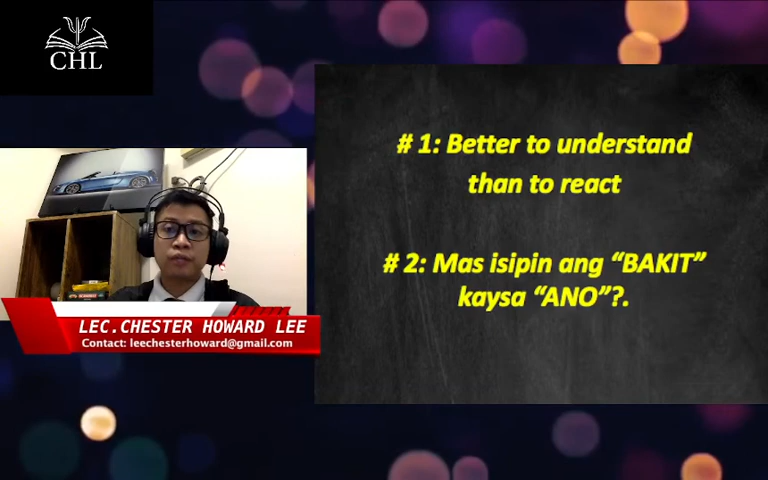 CHL
# 1: Better to understand
than to react
# 2: Mas isipin ang “BAKIT”
kaysa “ANO”?.
LEC.CHESTER HOWARD LEE
Contact: leechesterhoward@gmail.com